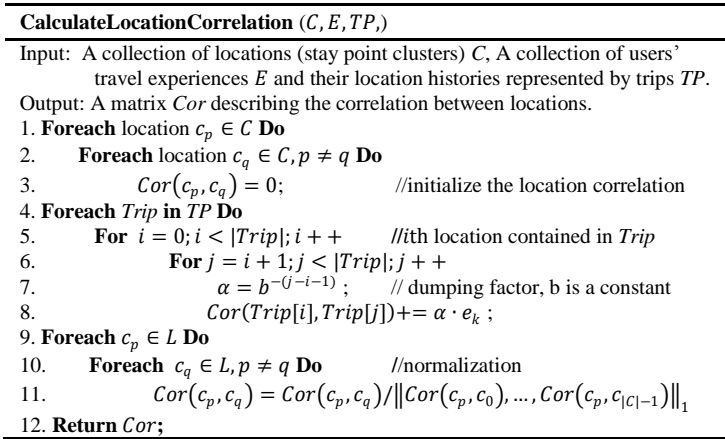 CalculateLocationCorrelation (C, E, TP,)
Input: A collection of locations (stay point clusters) C, A collection of users'
travel experiences E and their location histories represented by trips TP.
Output: A matrix Cor describing the correlation between locations.
1. Foreach location c_p ∈ C Do
2. Foreach location c_q ∈ C, p ≠ q Do
3. Cor(c_p, c_q) = 0; //initialize the location correlation
4. Foreach Trip in TP Do
5. For i = 0; i < |Trip|; i + + //ith location contained in Trip
6. For j = i + 1; j < |Trip|; j + +
7. α = b^{-(j-i-1)} ; // dumping factor, b is a constant
8. Cor(Trip[i], Trip[j])+= α · e_k ;
9. Foreach c_p ∈ L Do
10. Foreach c_q ∈ L, p ≠ q Do //normalization
11. Cor(c_p, c_q) = Cor(c_p, c_q)/‖Cor(c_p, c_0), … , Cor(c_p, c_{|C|-1})‖_1
12. Return Cor;